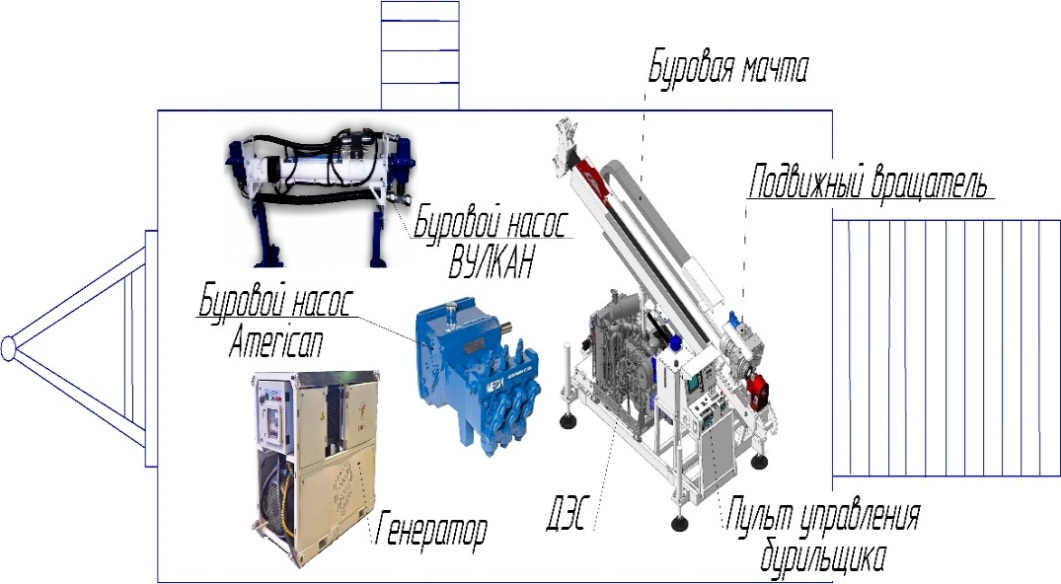 Буровая мачта
Подвижный вращатель
Буровой насос
ВУЛКАН
Буровой насос
American
Генератор
ДЭС
Пульт управления
бурильщика